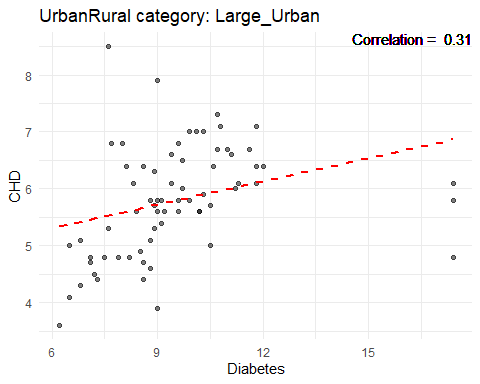 UrbanRural category: Large_Urban
Correlation = 0.31
8
7
6
5
4
CHD
6
9
12
15
Diabetes